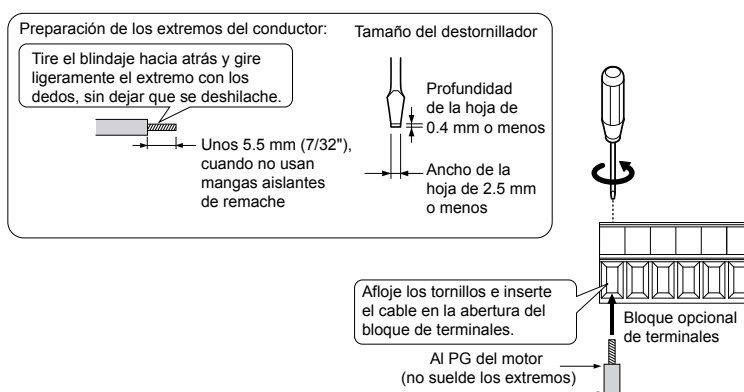 Preparación de los extremos del conductor:
Tire el blindaje hacia atrás y gire
ligeramente el extremo con los
dedos, sin dejar que se deshilache.
Unos 5.5 mm (7/32"),
cuando no usan
mangas aislantes
de remache
Tamaño del destornillador
Profundidad
de la hoja de
0.4 mm o menos
Ancho de la
hoja de 2.5 mm
o menos
Afloje los tornillos e inserte
el cable en la abertura del
bloque de terminales.
Bloque opcional
de terminales
Al PG del motor
(no suelde los extremos)